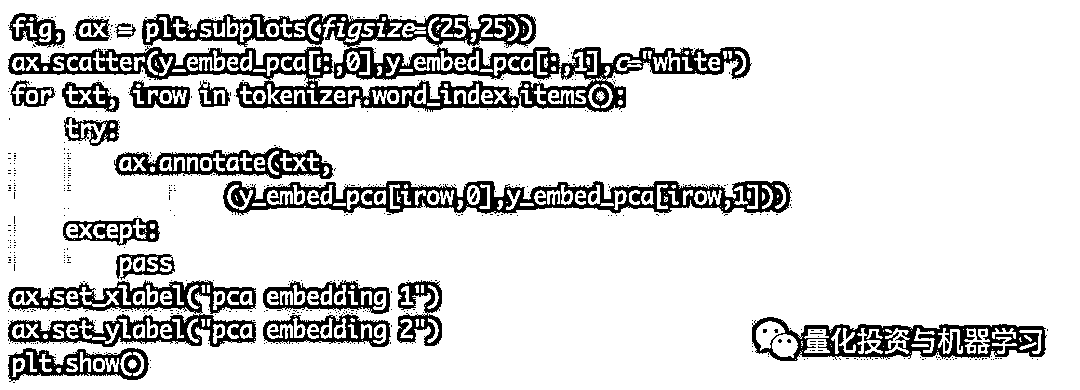 fig, ax = plt.subplots(figsize=(25,25))
ax.scatter(y_embed_pca[:,0],y_embed_pca[:,1],c="white")
for txt, irow in tokenizer.word_index.items():
    try:
        ax.annotate(txt,
                (y_embed_pca[irow,0],y_embed_pca[irow,1]))
    except:
        pass
ax.set_xlabel("pca embedding 1")
ax.set_ylabel("pca embedding 2")
plt.show()
量化投资与机器学习